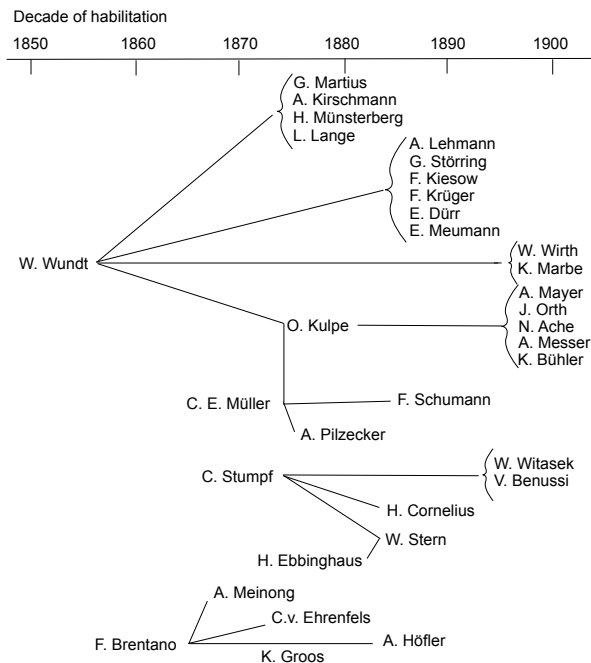 Decade of habilitation
1850 1860 1870 1880 1890 1900
G. Martius
A. Kirschmann
H. Münsterberg
L. Lange
A. Lehmann
G. Störring
F. Kiesow
F. Krüger
E. Dürr
E. Meumann
W. Wundt
W. Wirth
K. Marbe
O. Kulpe
A. Mayer
J. Orth
N. Ache
A. Messer
K. Bühler
C. E. Müller
F. Schumann
A. Pilzecker
C. Stumpf
W. Witasek
V. Benussi
H. Cornelius
W. Stern
H. Ebbinghaus
A. Meinong
C.v. Ehrenfels
F. Brentano
A. Höfler
K. Groos